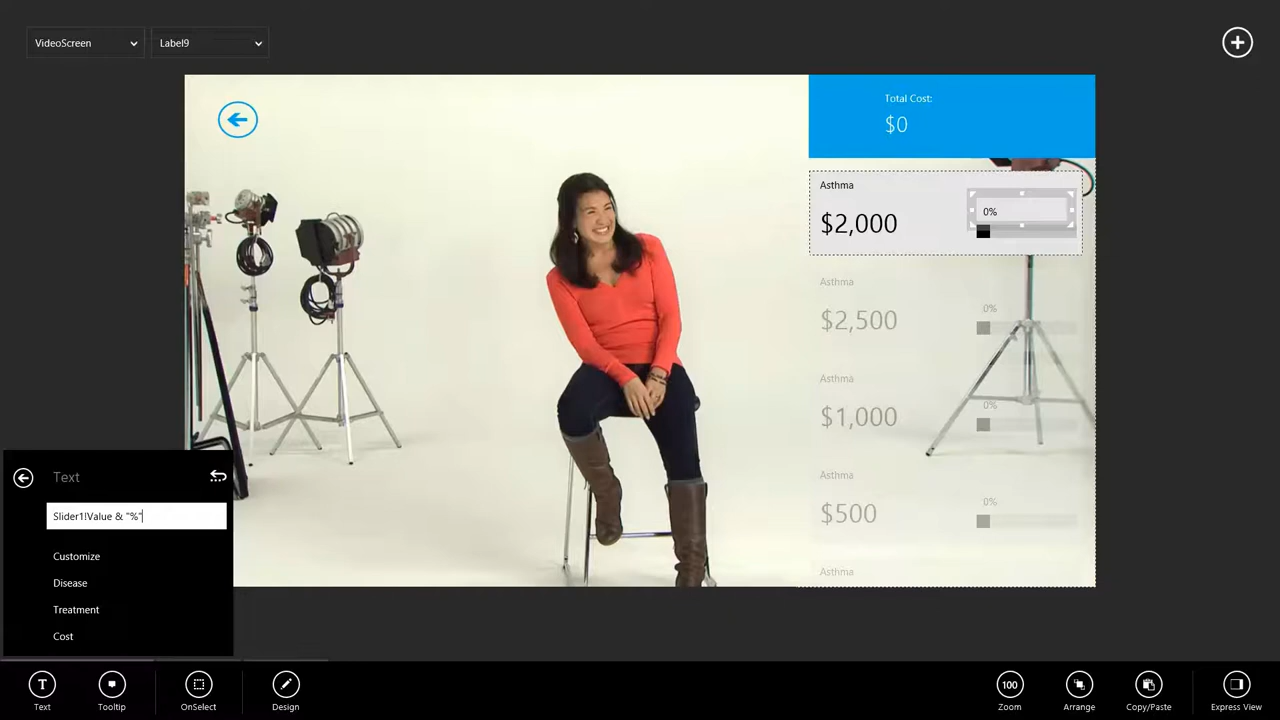 VideoScreen
Label9
Total Cost:
$0
Asthma
$2,000
0%
Asthma
$2,500
0%
Asthma
$1,000
0%
Asthma
$500
0%
Asthma
Text
Slider1!Value & "%"
Customize
Disease
Treatment
Cost
Text
Tooltip
OnSelect
Design
100
Zoom
Arrange
Copy/Paste
Express View